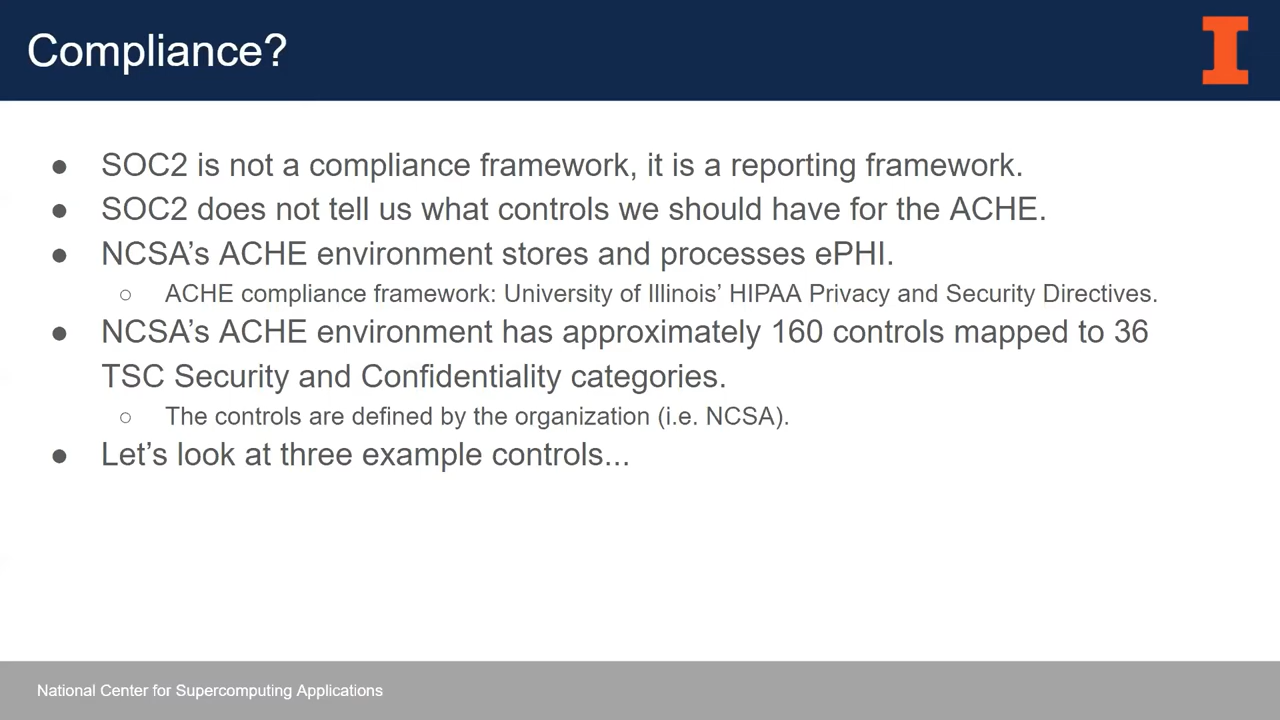 Compliance?
● SOC2 is not a compliance framework, it is a reporting framework.
● SOC2 does not tell us what controls we should have for the ACHE.
● NCSA’s ACHE environment stores and processes ePHI.
○ ACHE compliance framework: University of Illinois’ HIPAA Privacy and Security Directives.
● NCSA’s ACHE environment has approximately 160 controls mapped to 36
TSC Security and Confidentiality categories.
○ The controls are defined by the organization (i.e. NCSA).
● Let’s look at three example controls...
National Center for Supercomputing Applications